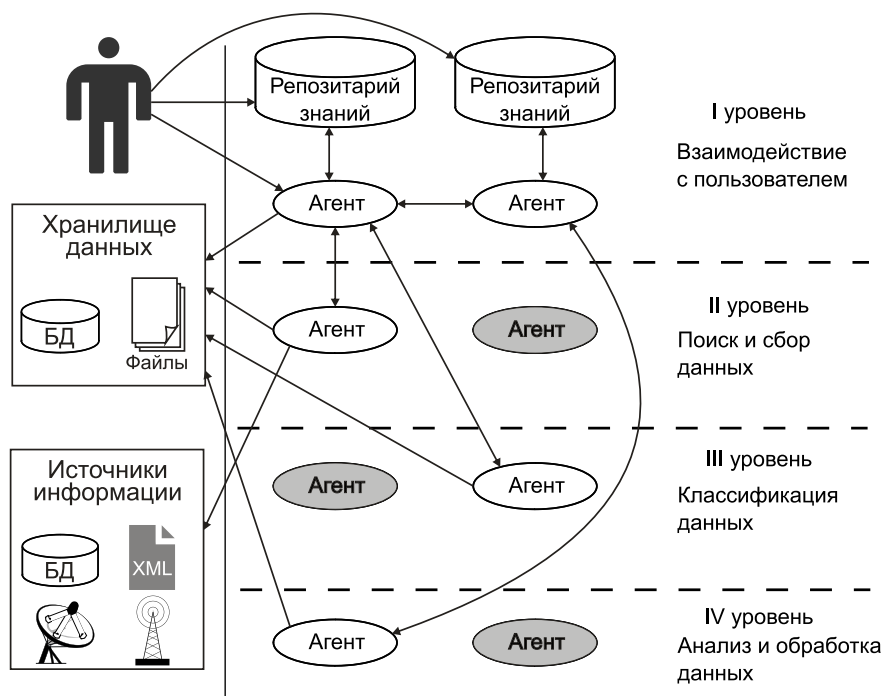 Репозитарий
знаний
Репозитарий
знаний
I уровень
Взаимодействие
с пользователем
Агент
Агент
Хранилище
данных
БД
Файлы
Агент
Агент
II уровень
Поиск и сбор
данных
Источники
информации
БД
XML
Агент
Агент
III уровень
Классификация
данных
Агент
Агент
IV уровень
Анализ и обработка
данных